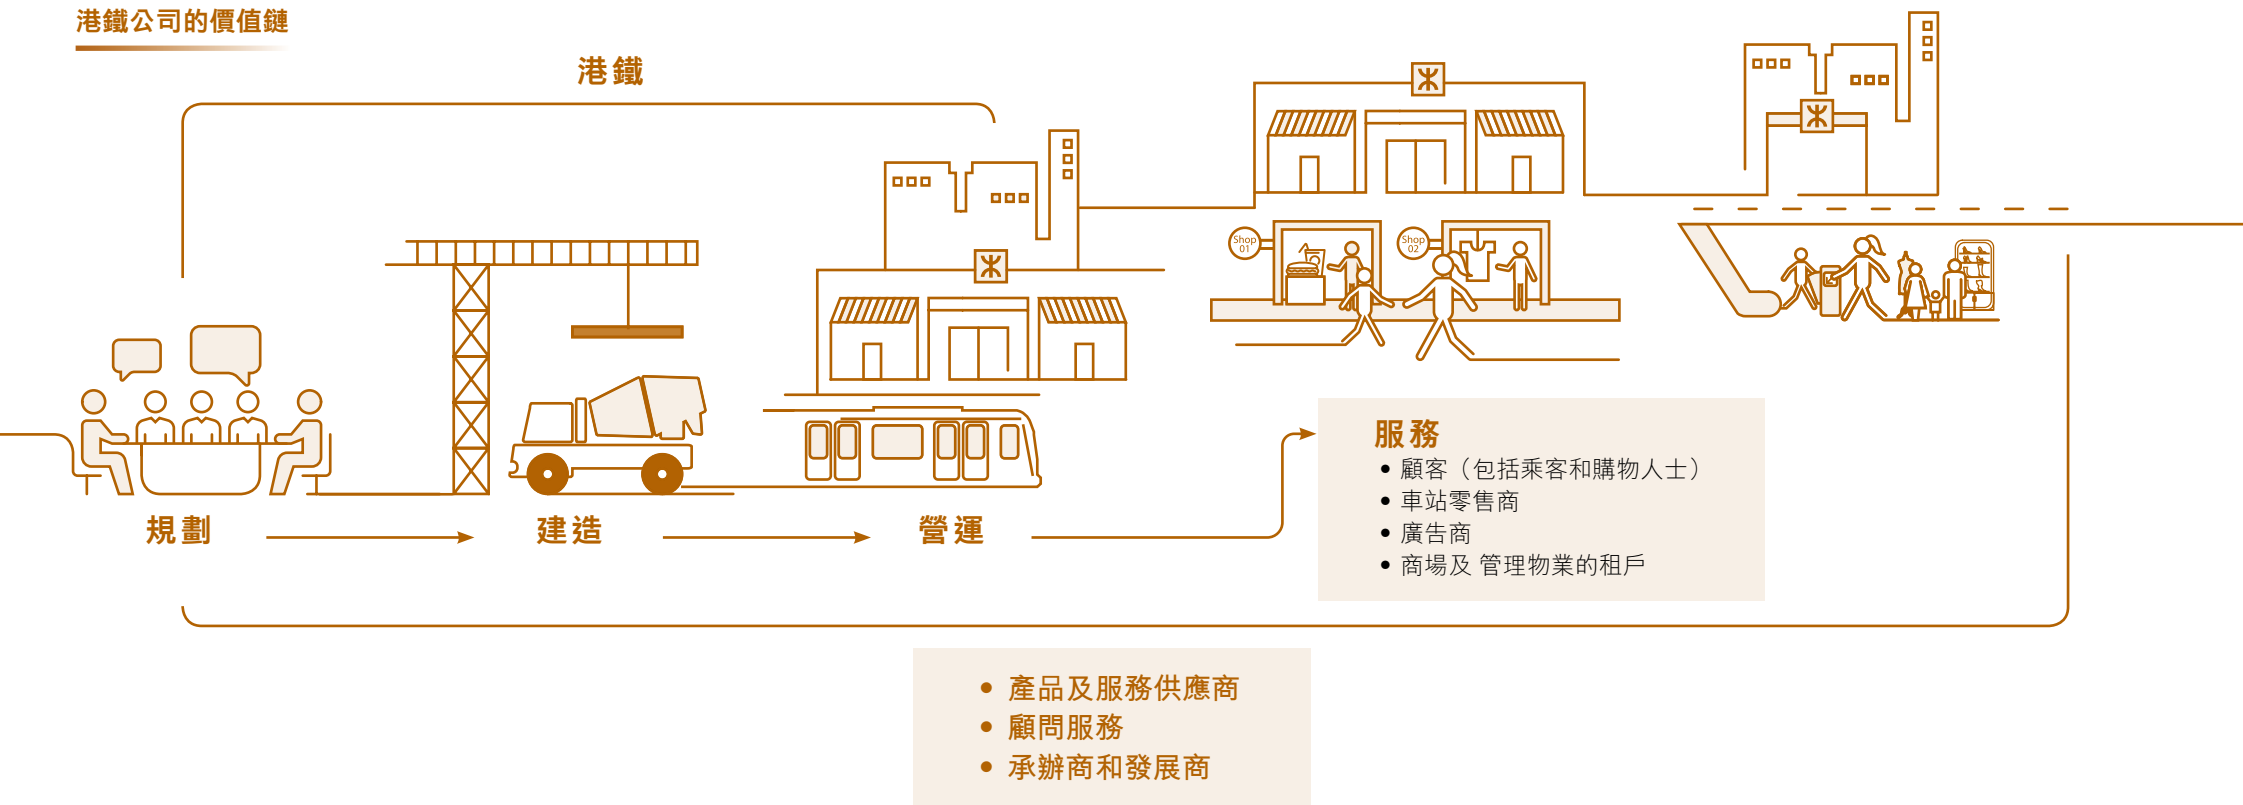 港鐵公司的價值鏈
港鐵
Shop
01
Shop
02
規劃
建造
營運
服務
• 顧客（包括乘客和購物人士）
• 車站零售商
• 廣告商
• 商場及 管理物業的租戶
• 產品及服務供應商
• 顧問服務
• 承辦商和發展商